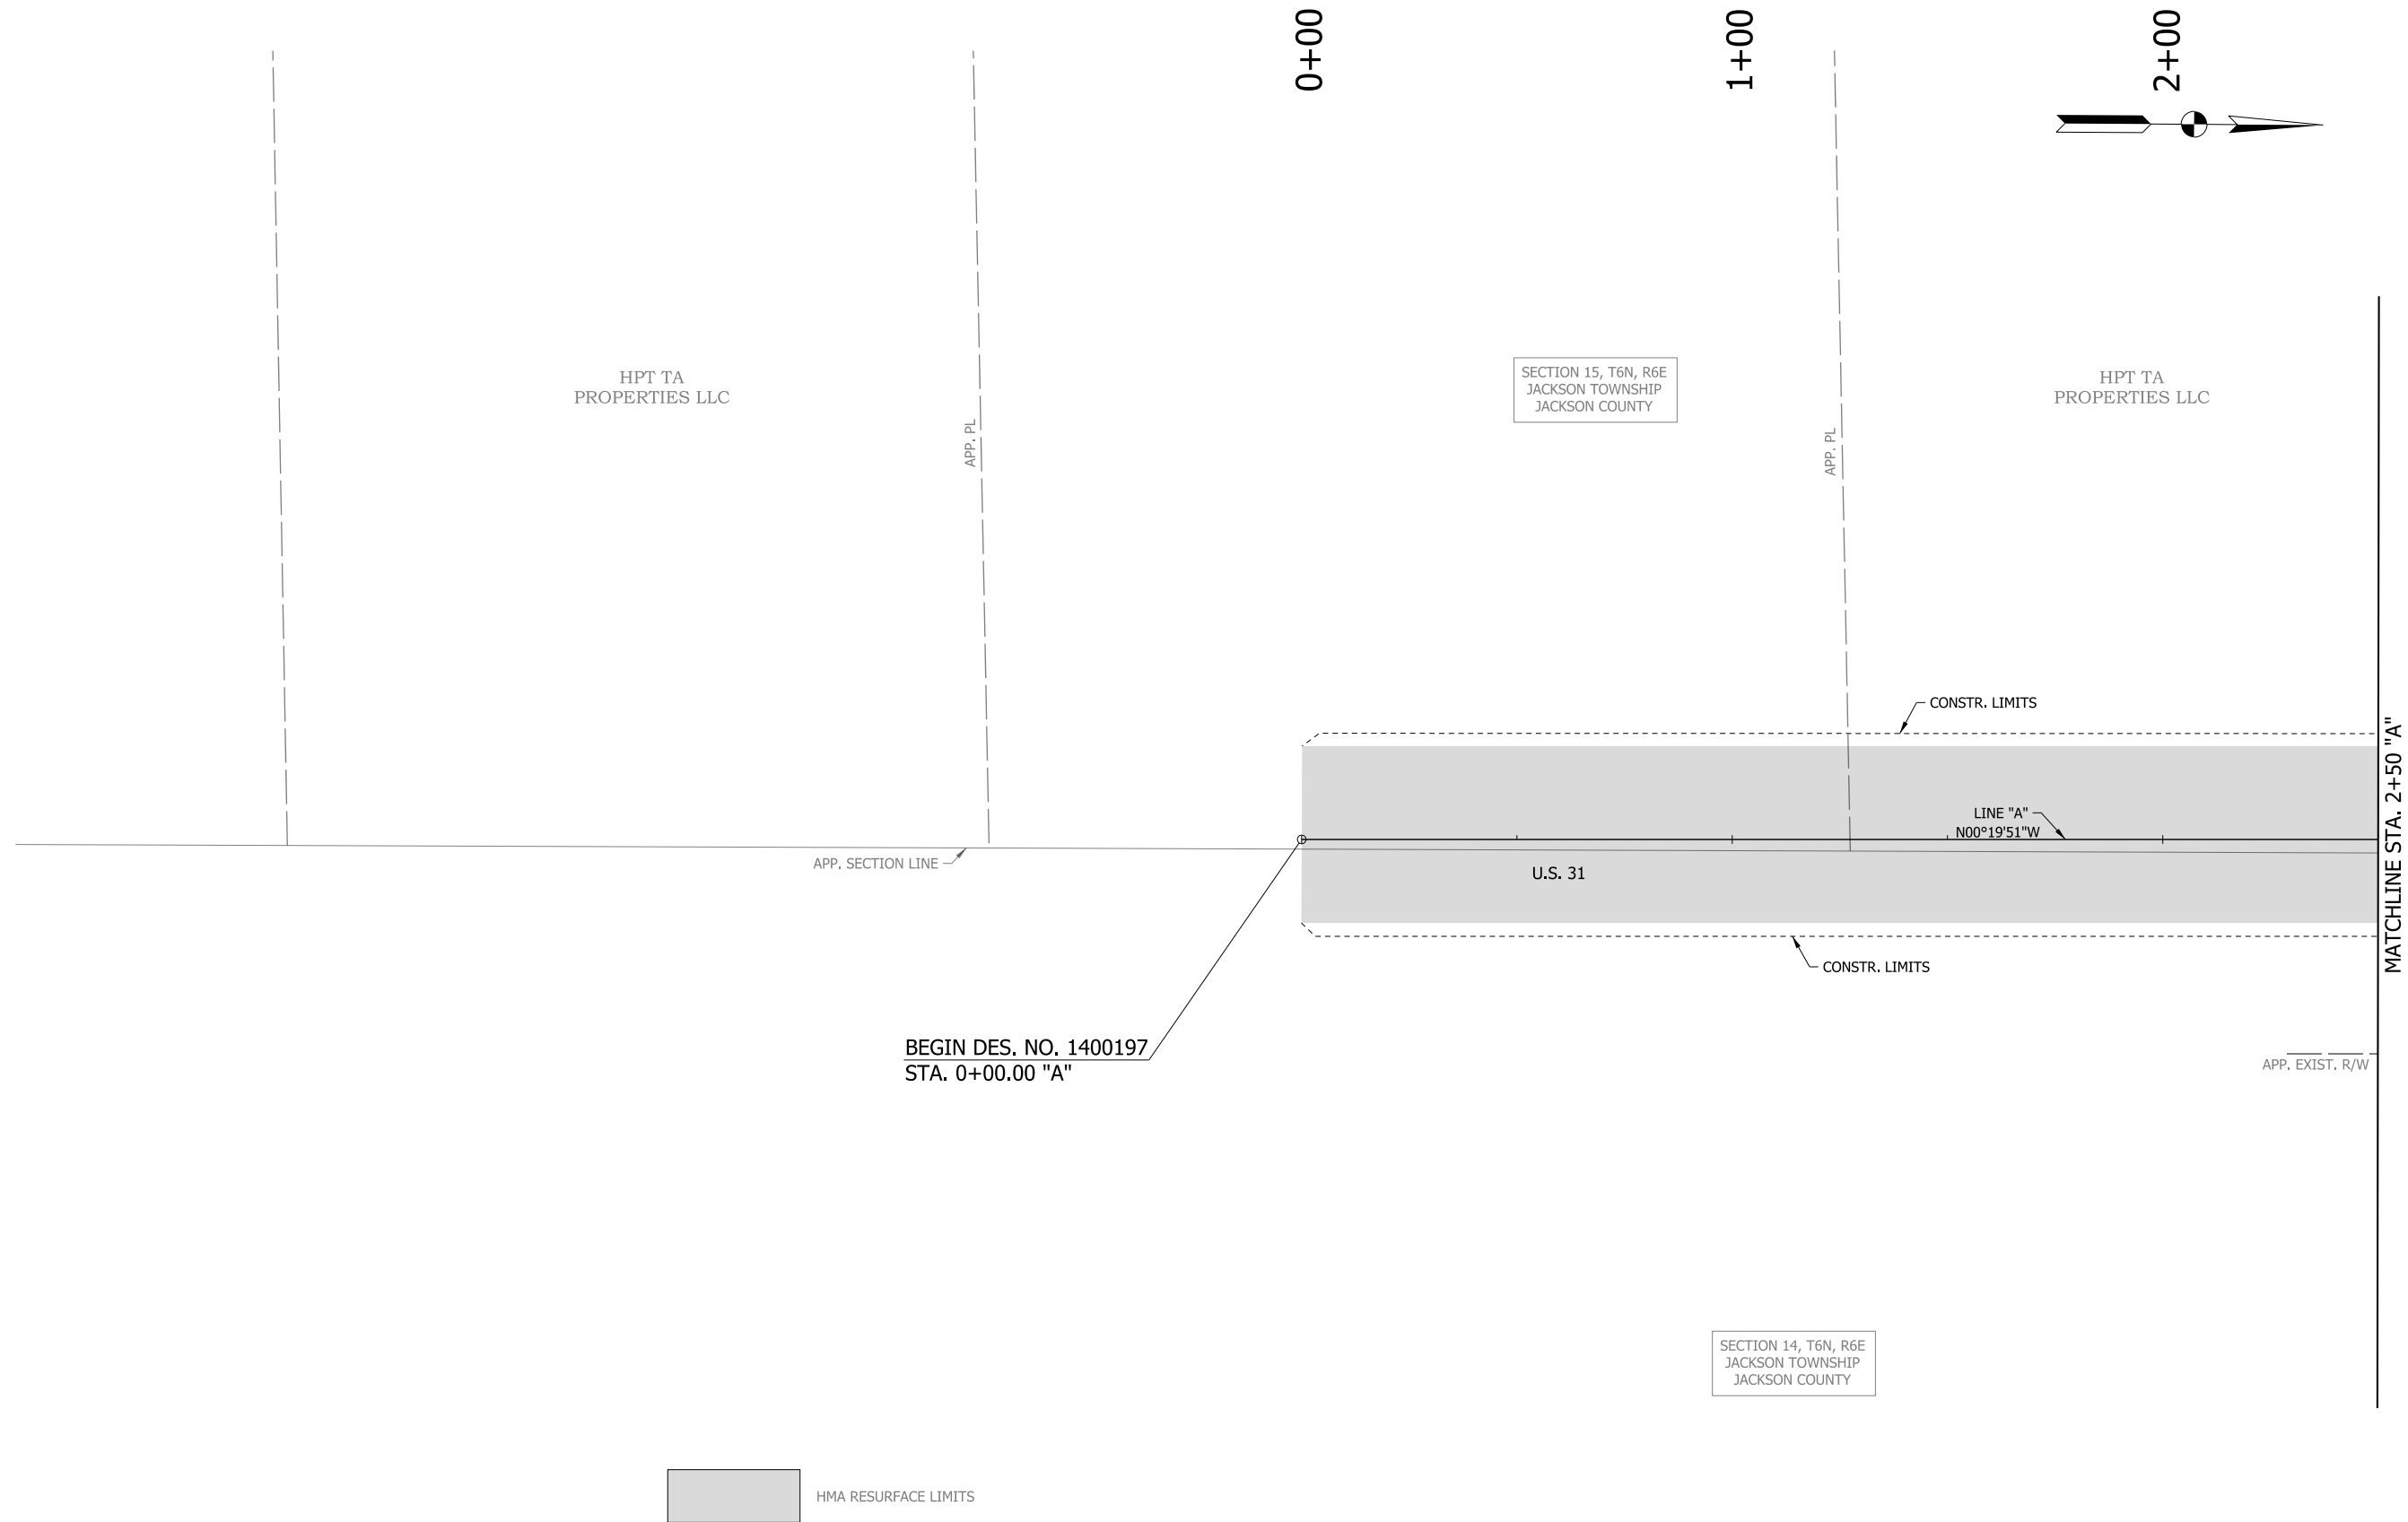 0+00
1+00
2+00
HPT TA
PROPERTIES LLC
APP. PL
SECTION 15, T6N, R6E
JACKSON TOWNSHIP
JACKSON COUNTY
APP. PL
HPT TA
PROPERTIES LLC
CONSTR. LIMITS
LINE "A"
N00°19'51"W
MATCHLINE STA. 2+50 "A"
APP. SECTION LINE
U.S. 31
CONSTR. LIMITS
BEGIN DES. NO. 1400197
STA. 0+00.00 "A"
APP. EXIST. R/W
SECTION 14, T6N, R6E
JACKSON TOWNSHIP
JACKSON COUNTY
HMA RESURFACE LIMITS